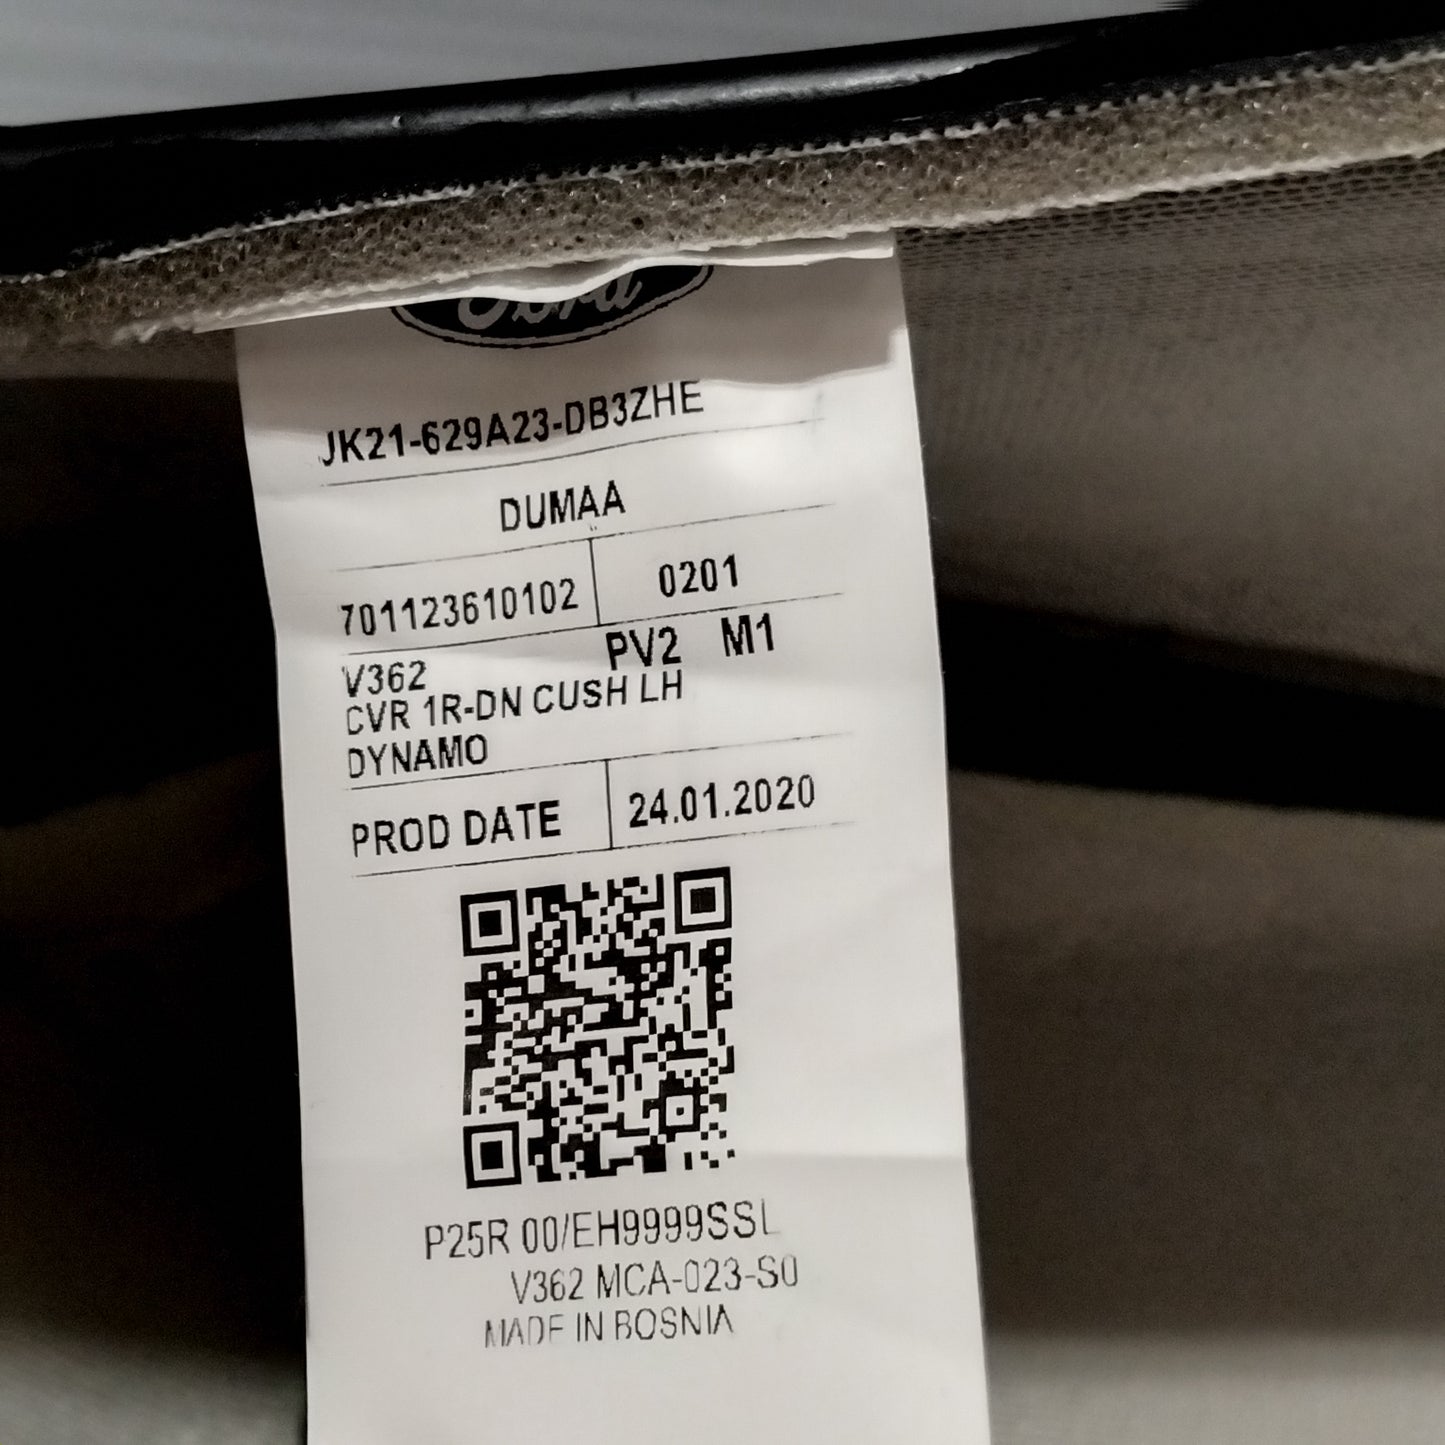 Ford
JK21-629A23-DB3ZHE
DUMAA
701123610102 0201
V362 PV2 M1
CVR 1R-DN CUSH LH
DYNAMO
PROD DATE 24.01.2020
P25R 00/EH9999SSL
V362 MCA-023-S0
MADE IN BOSNIA